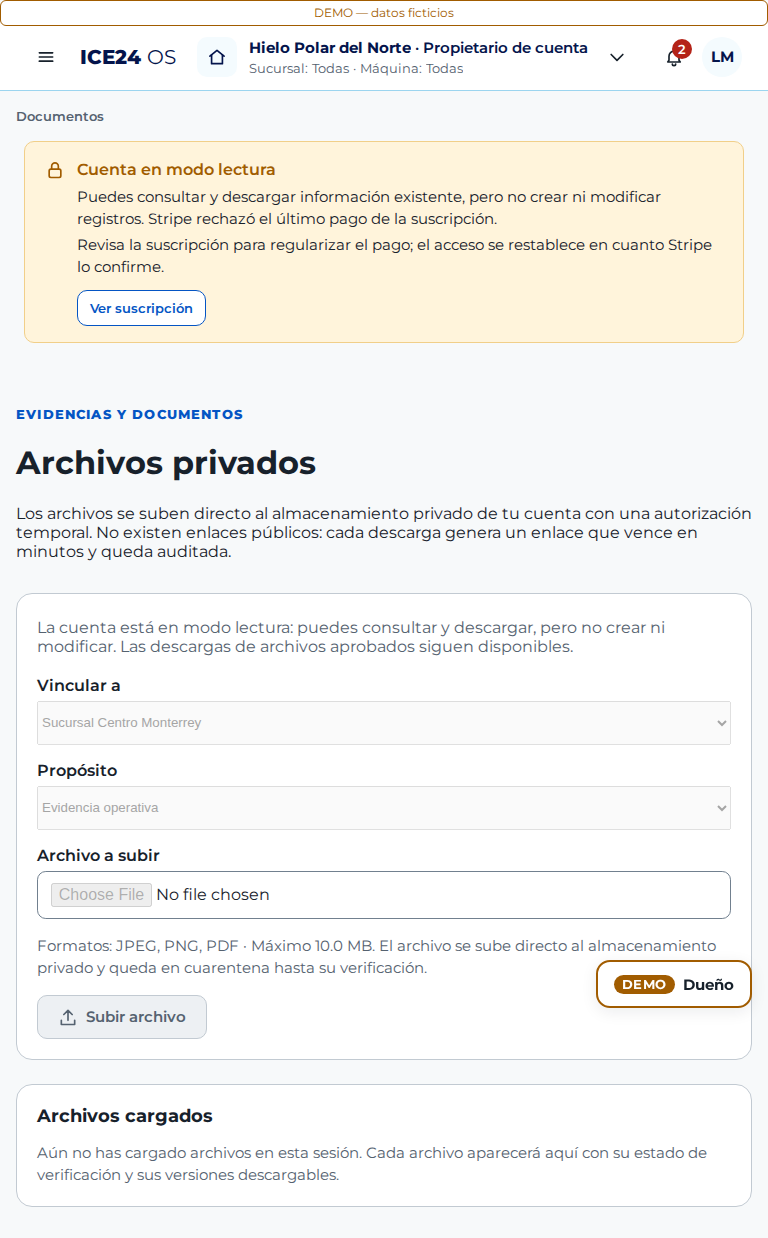 DEMO — datos ficticios
ICE24 OS
Hielo Polar del Norte · Propietario de cuenta
Sucursal: Todas · Máquina: Todas
2
LM
Documentos
Cuenta en modo lectura
Puedes consultar y descargar información existente, pero no crear ni modificar
registros. Stripe rechazó el último pago de la suscripción.
Revisa la suscripción para regularizar el pago; el acceso se restablece en cuanto Stripe
lo confirme.
Ver suscripción
EVIDENCIAS Y DOCUMENTOS
Archivos privados
Los archivos se suben directo al almacenamiento privado de tu cuenta con una autorización
temporal. No existen enlaces públicos: cada descarga genera un enlace que vence en
minutos y queda auditada.
La cuenta está en modo lectura: puedes consultar y descargar, pero no crear ni
modificar. Las descargas de archivos aprobados siguen disponibles.
Vincular a
Sucursal Centro Monterrey
Propósito
Evidencia operativa
Archivo a subir
Choose File No file chosen
Formatos: JPEG, PNG, PDF · Máximo 10.0 MB. El archivo se sube directo al almacenamiento
privado y queda en cuarentena hasta su verificación.
DEMO Dueño
Subir archivo
Archivos cargados
Aún no has cargado archivos en esta sesión. Cada archivo aparecerá aquí con su estado de
verificación y sus versiones descargables.